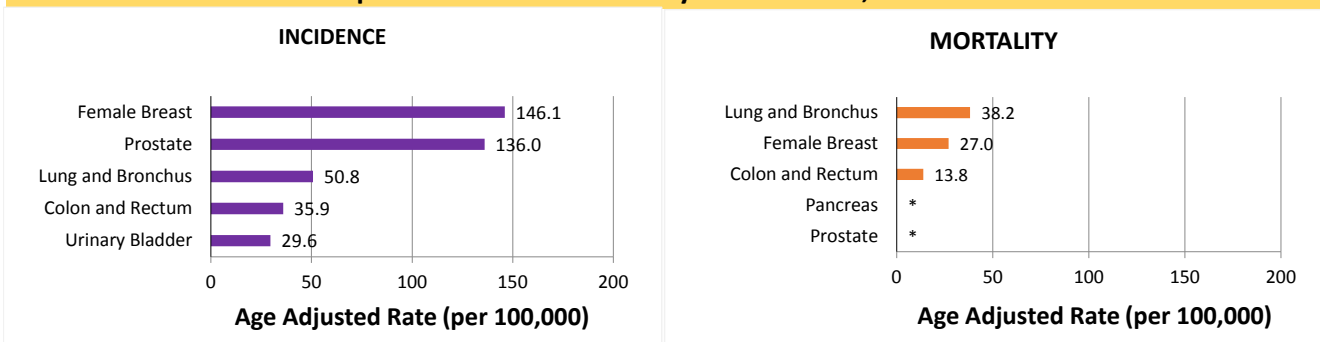 INCIDENCE
Female Breast 146.1
Prostate 136.0
Lung and Bronchus 50.8
Colon and Rectum 35.9
Urinary Bladder 29.6
0 50 100 150 200
Age Adjusted Rate (per 100,000)
MORTALITY
Lung and Bronchus 38.2
Female Breast 27.0
Colon and Rectum 13.8
Pancreas *
Prostate *
0 50 100 150 200
Age Adjusted Rate (per 100,000)